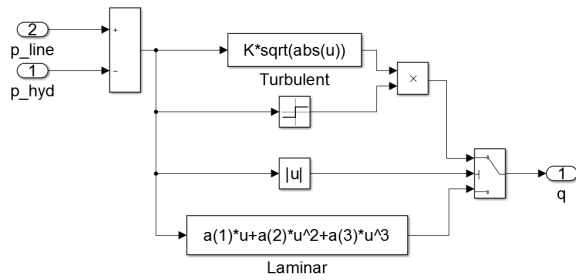 2
p_line
1
p_hyd
+
−
K*sqrt(abs(u))
Turbulent
×
|u|
1
q
a(1)*u+a(2)*u^2+a(3)*u^3
Laminar